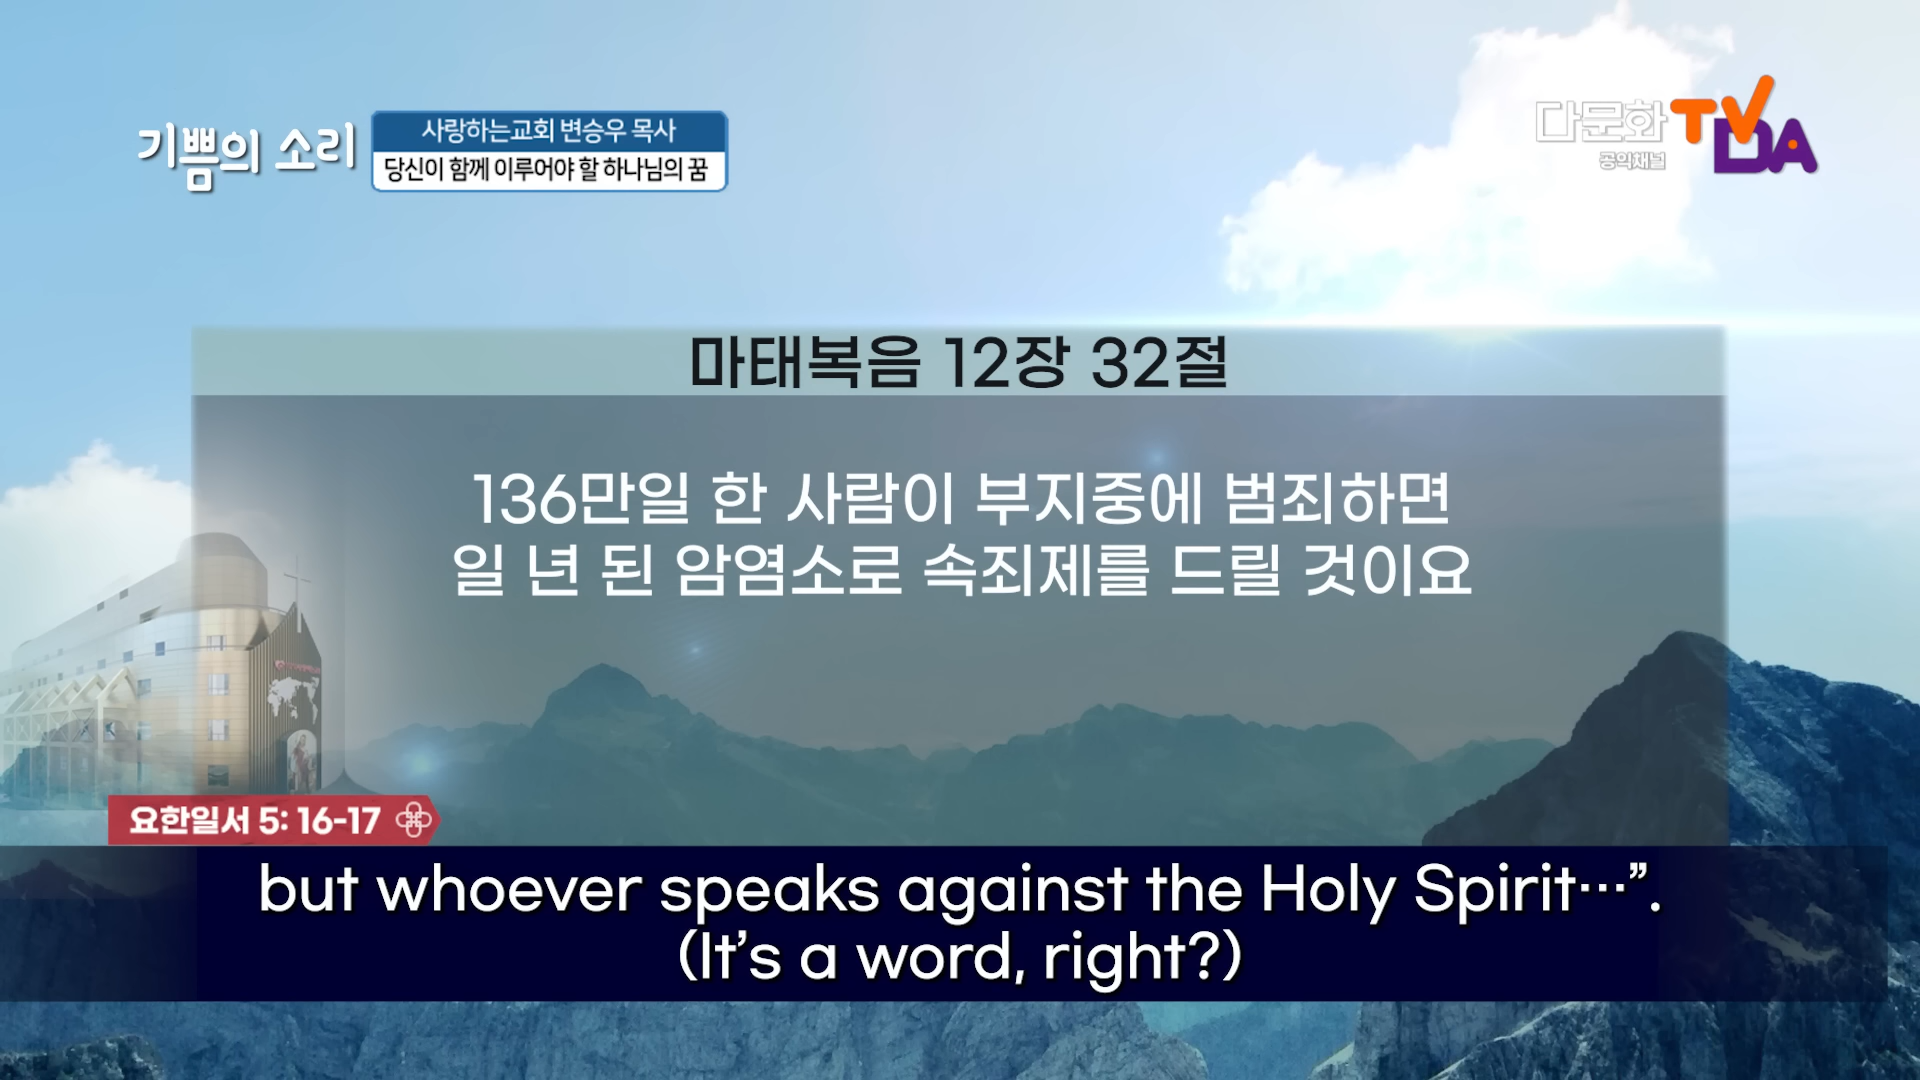 기쁨의 소리
사랑하는교회 변승우 목사
당신이 함께 이루어야 할 하나님의 꿈
다문화 TV DA
공익채널
마태복음 12장 32절
136만일 한 사람이 부지중에 범죄하면
일 년 된 암염소로 속죄제를 드릴 것이요
요한일서 5: 16-17
but whoever speaks against the Holy Spirit…”.
(It’s a word, right?)